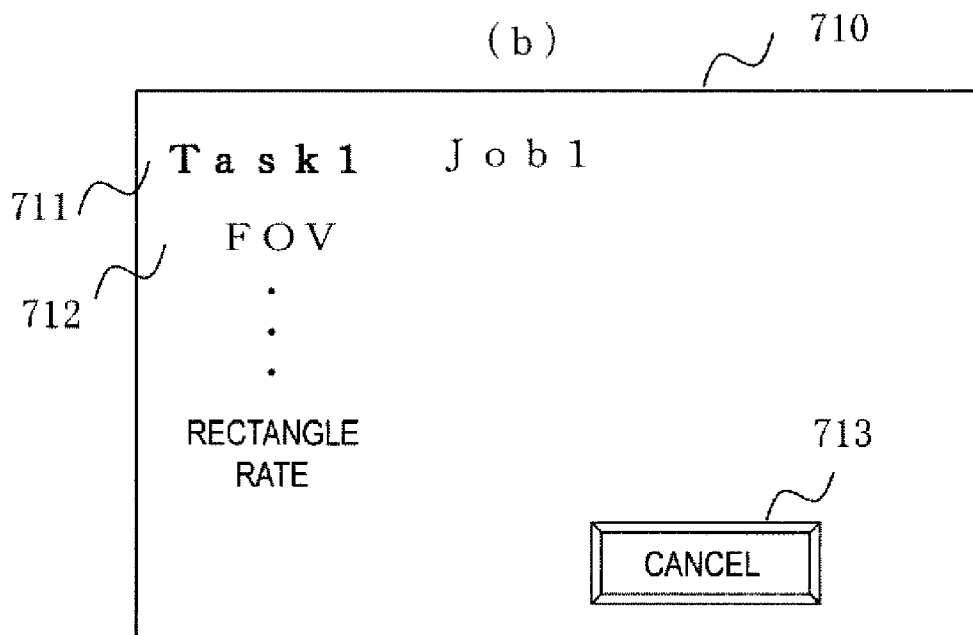 (b)
710
Task1 Job1
711
FOV
712
RECTANGLE
RATE
713
CANCEL